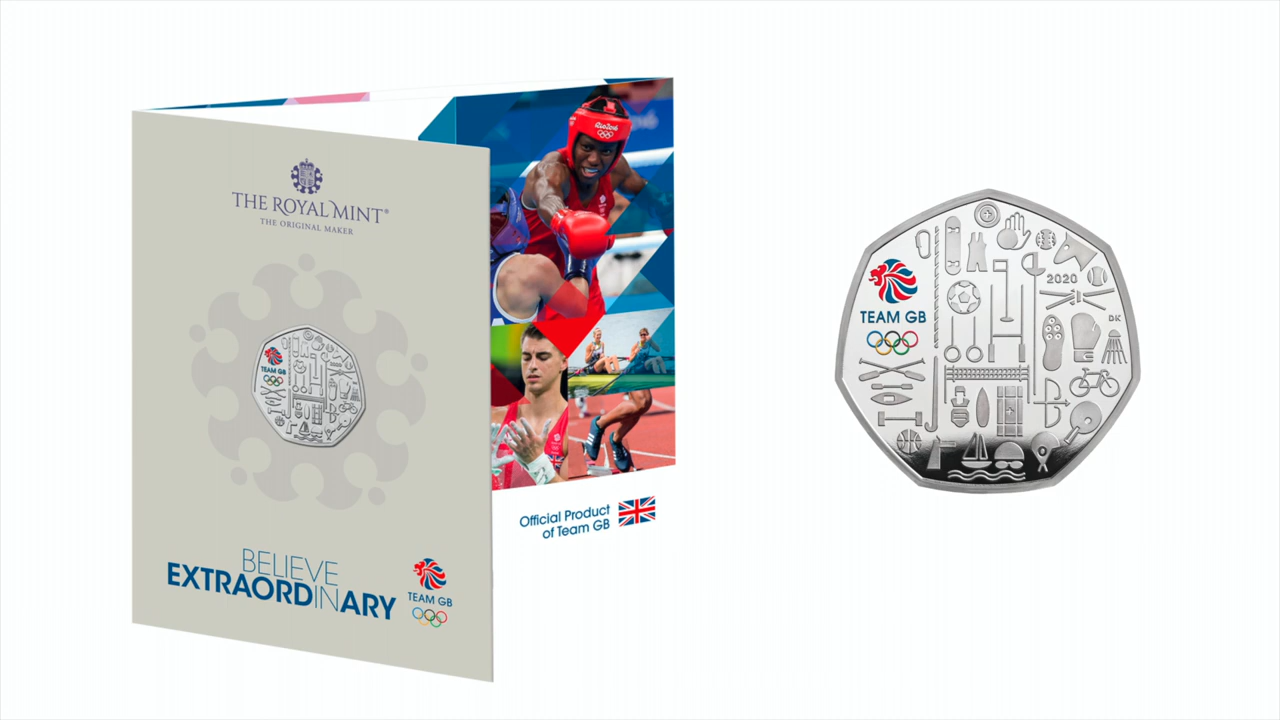 THE ROYAL MINT®
THE ORIGINAL MAKER
TEAM GB
BELIEVE
EXTRAORDINARY
TEAM GB
Rio2016
Official Product
of Team GB
TEAM GB
2020
DK